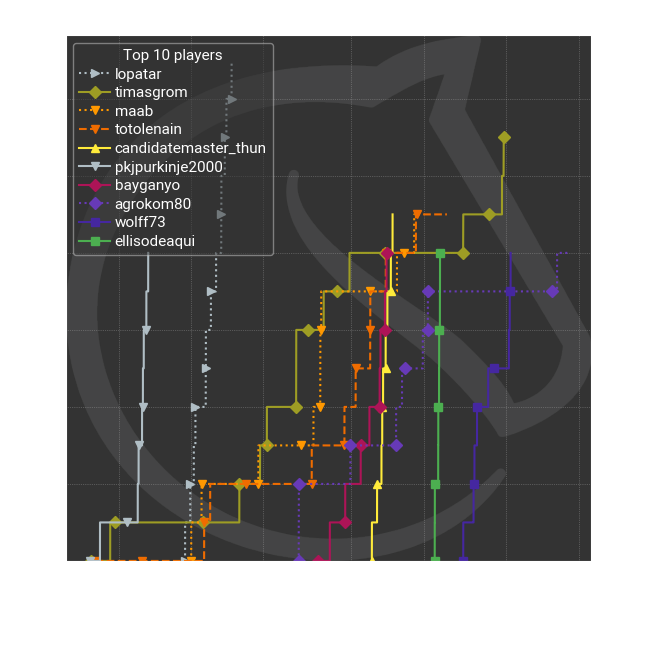 Top 10 players
lopatar
timasgrom
maab
totolenain
candidatemaster_thun
pkjpurkinje2000
bayganyo
agrokom80
wolff73
ellisodeaqui